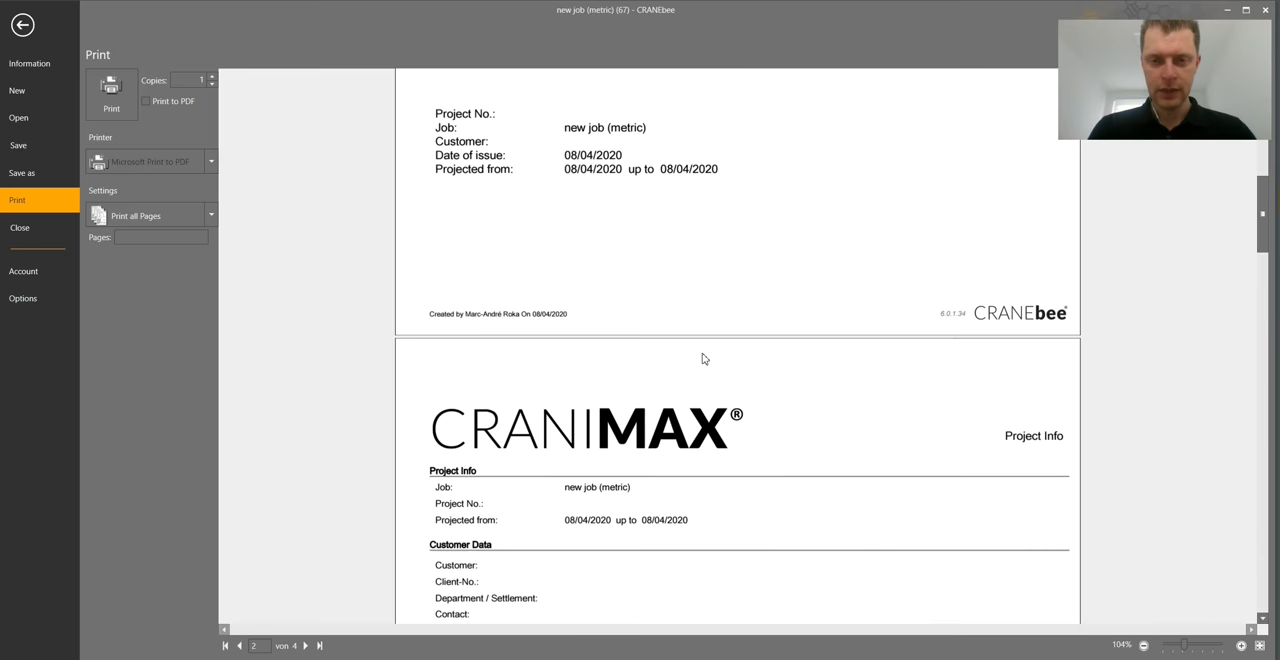 new job (metric) (67) - CRANEbee
Information
New
Open
Save
Save as
Print
Close
Account
Options
Print
Print
Copies: 1
Print to PDF
Printer
Microsoft Print to PDF
Settings
Print all Pages
Pages:
Project No.:
Job: new job (metric)
Customer:
Date of issue: 08/04/2020
Projected from: 08/04/2020 up to 08/04/2020
Created by Marc-André Roka On 08/04/2020
6.0.1.34 CRANEbee®
CRANIMAX®
Project Info
Project Info
Job: new job (metric)
Project No.:
Projected from: 08/04/2020 up to 08/04/2020
Customer Data
Customer:
Client-No.:
Department / Settlement:
Contact:
2 von 4
104%